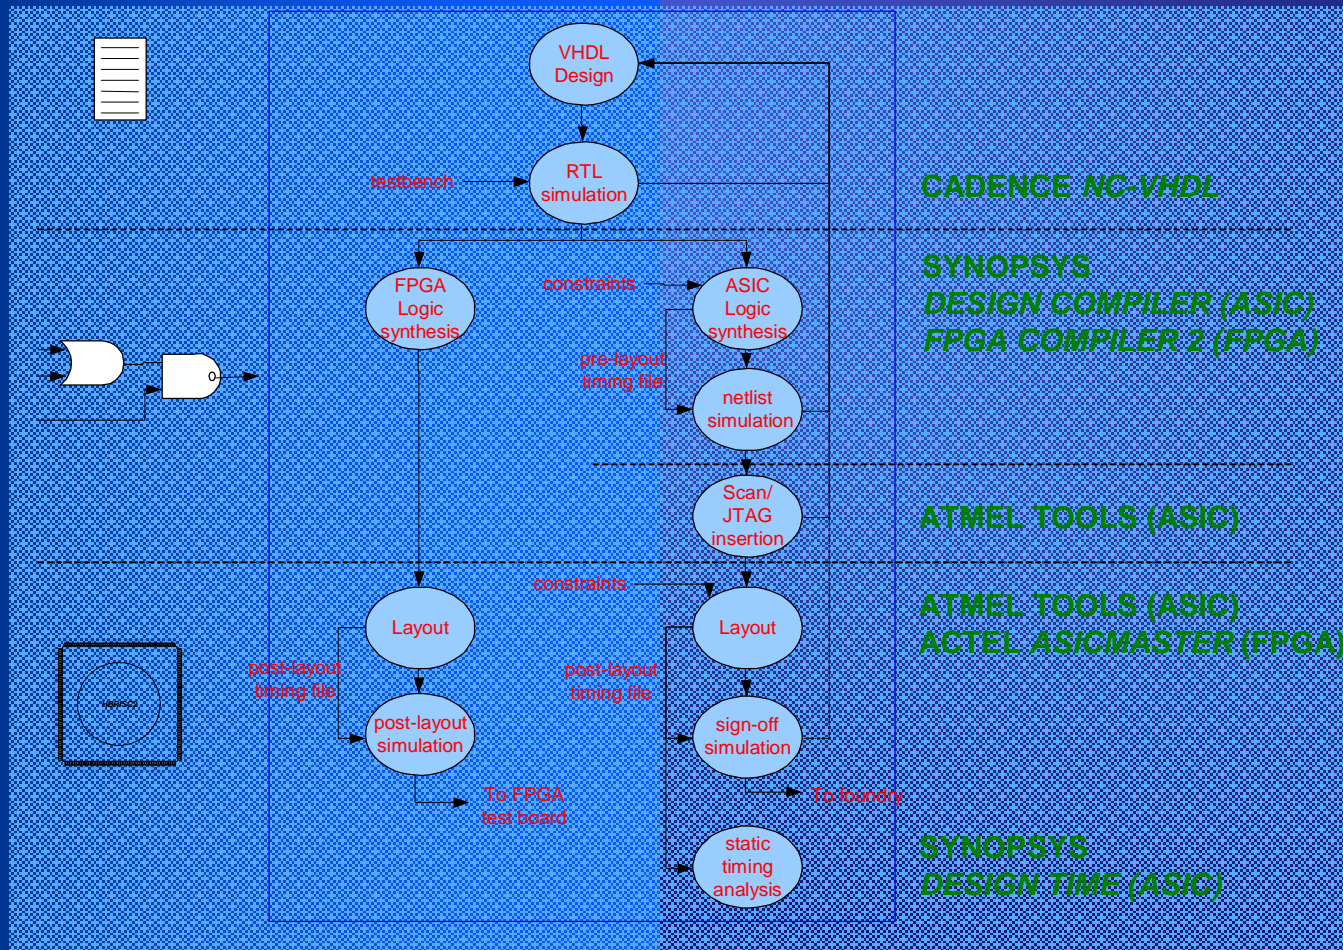 VHDL
Design
testbench
RTL
simulation
CADENCE NC-VHDL
FPGA
Logic
synthesis
constraints
ASIC
Logic
synthesis
SYNOPSYS
DESIGN COMPILER (ASIC)
FPGA COMPILER 2 (FPGA)
pre-layout
timing file
netlist
simulation
Scan/
JTAG
insertion
ATMEL TOOLS (ASIC)
constraints
Layout
Layout
ATMEL TOOLS (ASIC)
ACTEL ASICMASTER (FPGA)
post-layout
timing file
post-layout
timing file
HBRISC2
post-layout
simulation
sign-off
simulation
To FPGA
test board
To foundry
static
timing
analysis
SYNOPSYS
DESIGN TIME (ASIC)